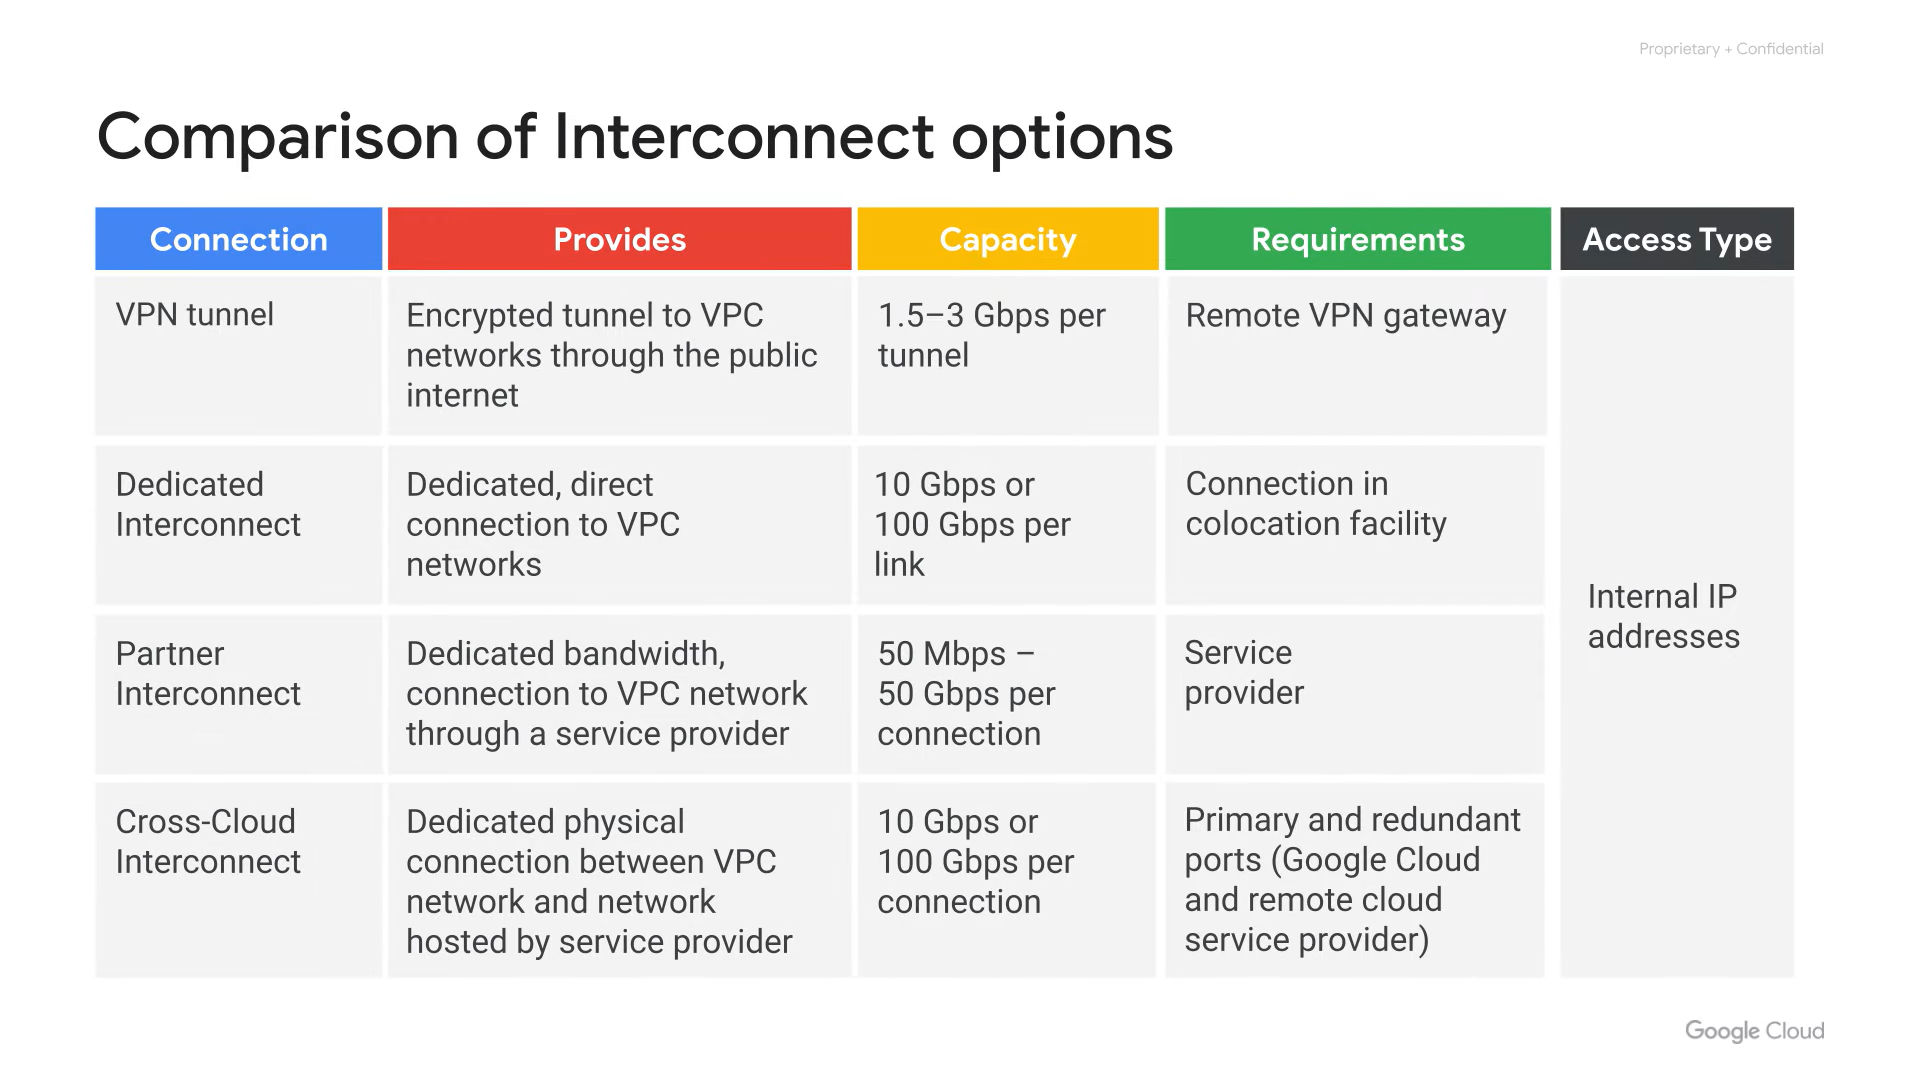 Proprietary + Confidential
Comparison of Interconnect options
Connection
Provides
Capacity
Requirements
Access Type
VPN tunnel
Encrypted tunnel to VPC
networks through the public
internet
1.5–3 Gbps per
tunnel
Remote VPN gateway
Dedicated
Interconnect
Dedicated, direct
connection to VPC
networks
10 Gbps or
100 Gbps per
link
Connection in
colocation facility
Internal IP
addresses
Partner
Interconnect
Dedicated bandwidth,
connection to VPC network
through a service provider
50 Mbps –
50 Gbps per
connection
Service
provider
Cross-Cloud
Interconnect
Dedicated physical
connection between VPC
network and network
hosted by service provider
10 Gbps or
100 Gbps per
connection
Primary and redundant
ports (Google Cloud
and remote cloud
service provider)
Google Cloud